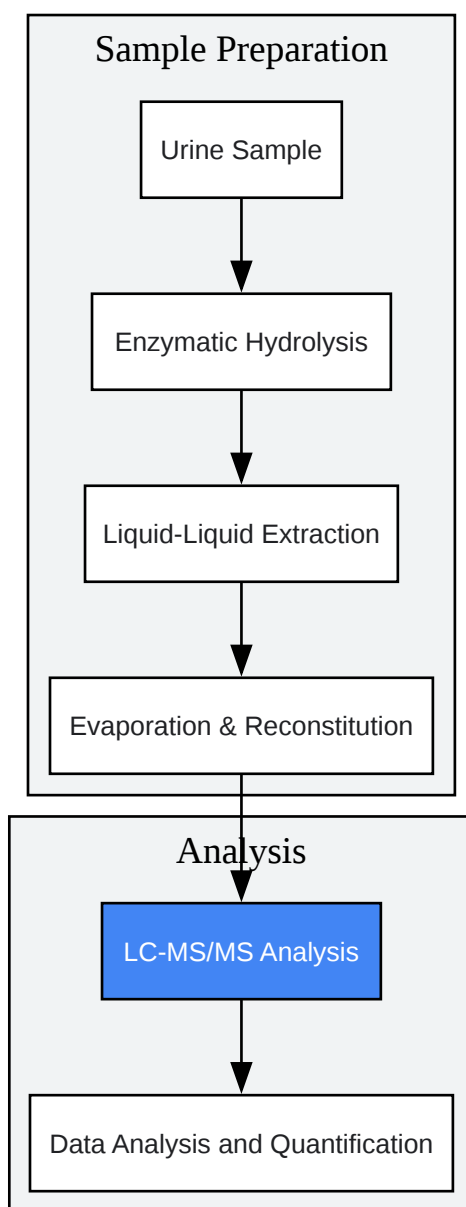 Sample Preparation
Urine Sample
Enzymatic Hydrolysis
Liquid-Liquid Extraction
Evaporation & Reconstitution
Analysis
LC-MS/MS Analysis
Data Analysis and Quantification